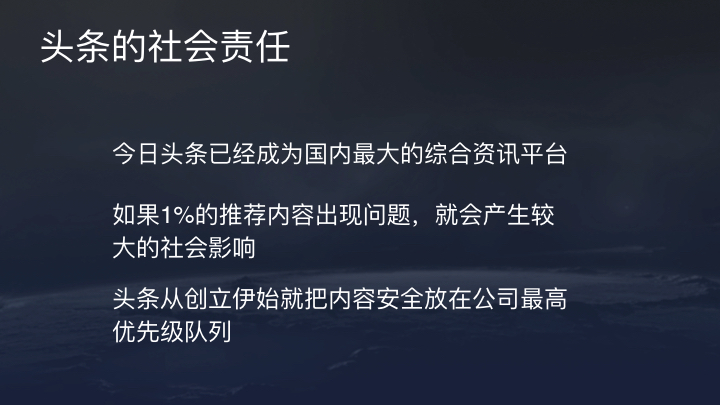 头条的社会责任
今日头条已经成为国内最大的综合资讯平台
如果1%的推荐内容出现问题，就会产生较
大的社会影响
头条从创立伊始就把内容安全放在公司最高
优先级队列